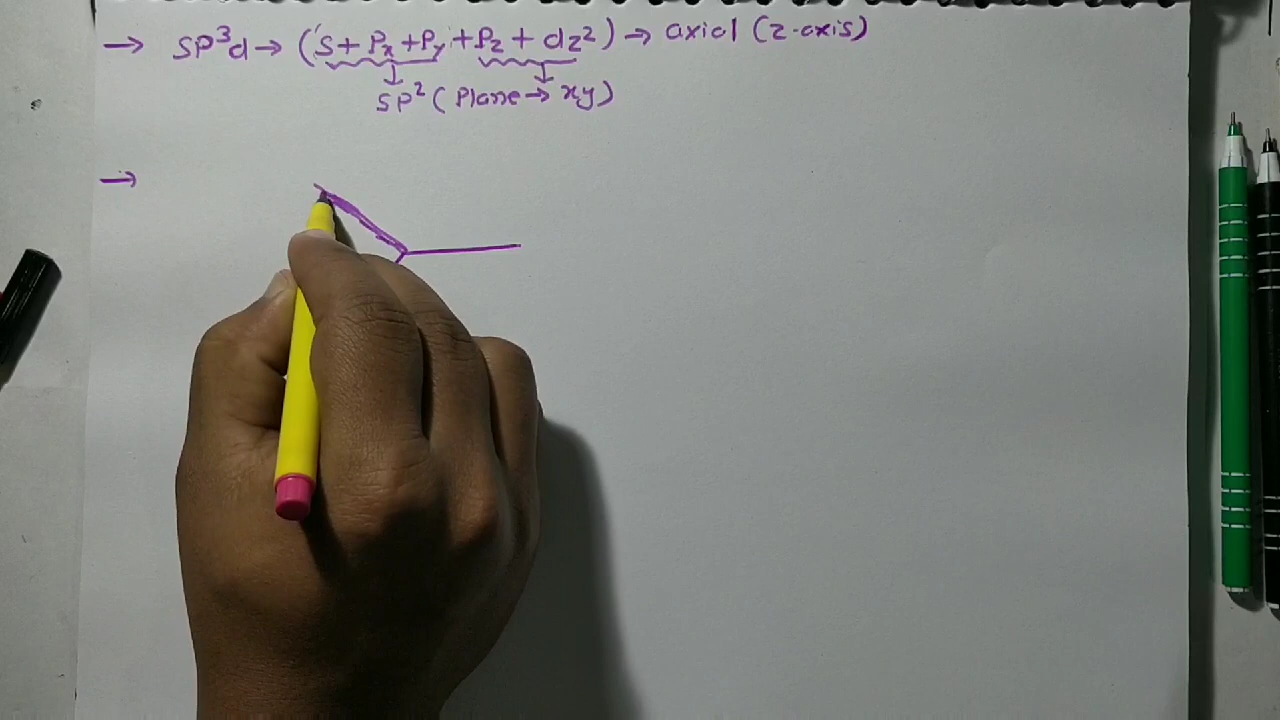 → SP³d → (s + Px + Py + Pz + dz²) → axial (z-axis)
SP² (Plane → xy)
→